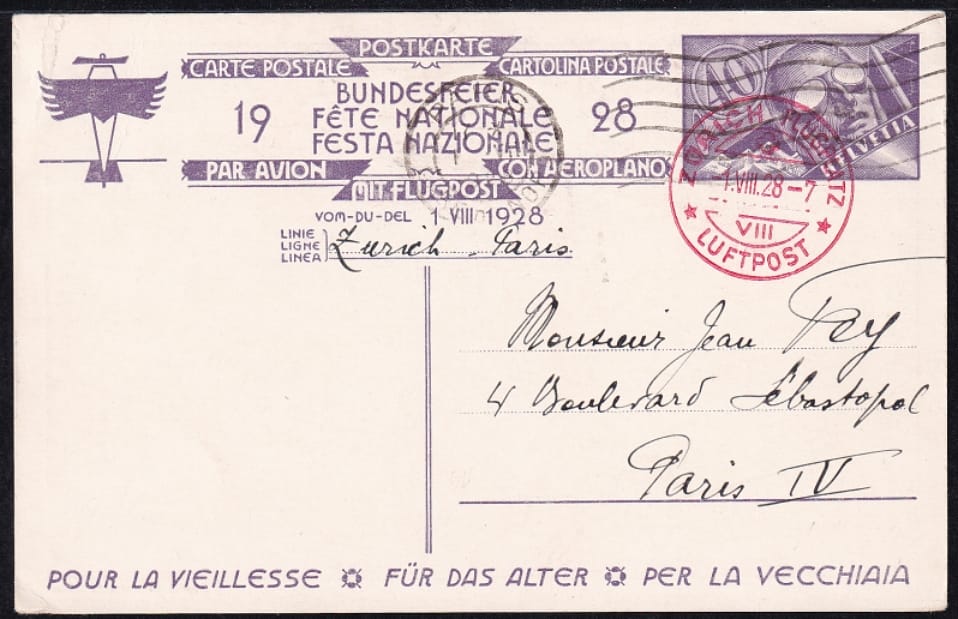 POSTKARTE
CARTE POSTALE CARTOLINA POSTALE
BUNDESFEIER
19 FÊTE NATIONALE 28
FESTA NAZIONALE
PAR AVION CON AEROPLANO
MIT FLUGPOST
VOM-DU-DEL 1 VIII 1928
LINIE
LIGNE
LINEA
Zurich - Paris
40
HELVETIA
ZÜRICH FLUGPLATZ
-1.VIII.28-7
VIII
LUFTPOST
Monsieur Jean Pey
4 Boulevard Sébastopol
Paris IV
POUR LA VIEILLESSE FÜR DAS ALTER PER LA VECCHIAIA